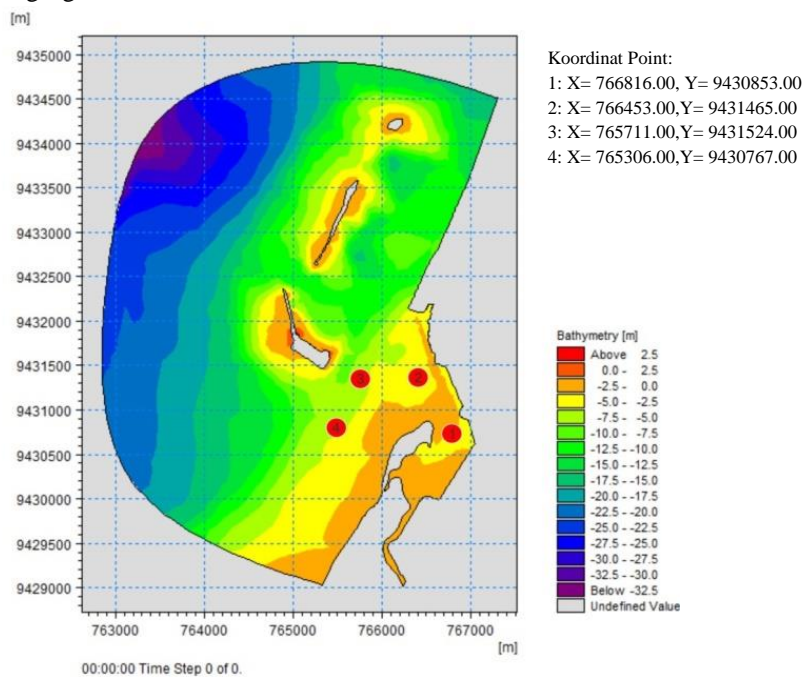 [m]
9435000
9434500
9434000
9433500
9433000
9432500
9432000
9431500
9431000
9430500
9430000
9429500
9429000
763000 764000 765000 766000 767000
[m]
00:00:00 Time Step 0 of 0.
Koordinat Point:
1: X= 766816.00, Y= 9430853.00
2: X= 766453.00,Y= 9431465.00
3: X= 765711.00,Y= 9431524.00
4: X= 765306.00,Y= 9430767.00
3
2
4
1
Bathymetry [m]
Above 2.5
0.0 - 2.5
-2.5 - 0.0
-5.0 - -2.5
-7.5 - -5.0
-10.0 - -7.5
-12.5 - -10.0
-15.0 - -12.5
-17.5 - -15.0
-20.0 - -17.5
-22.5 - -20.0
-25.0 - -22.5
-27.5 - -25.0
-30.0 - -27.5
-32.5 - -30.0
Below -32.5
Undefined Value